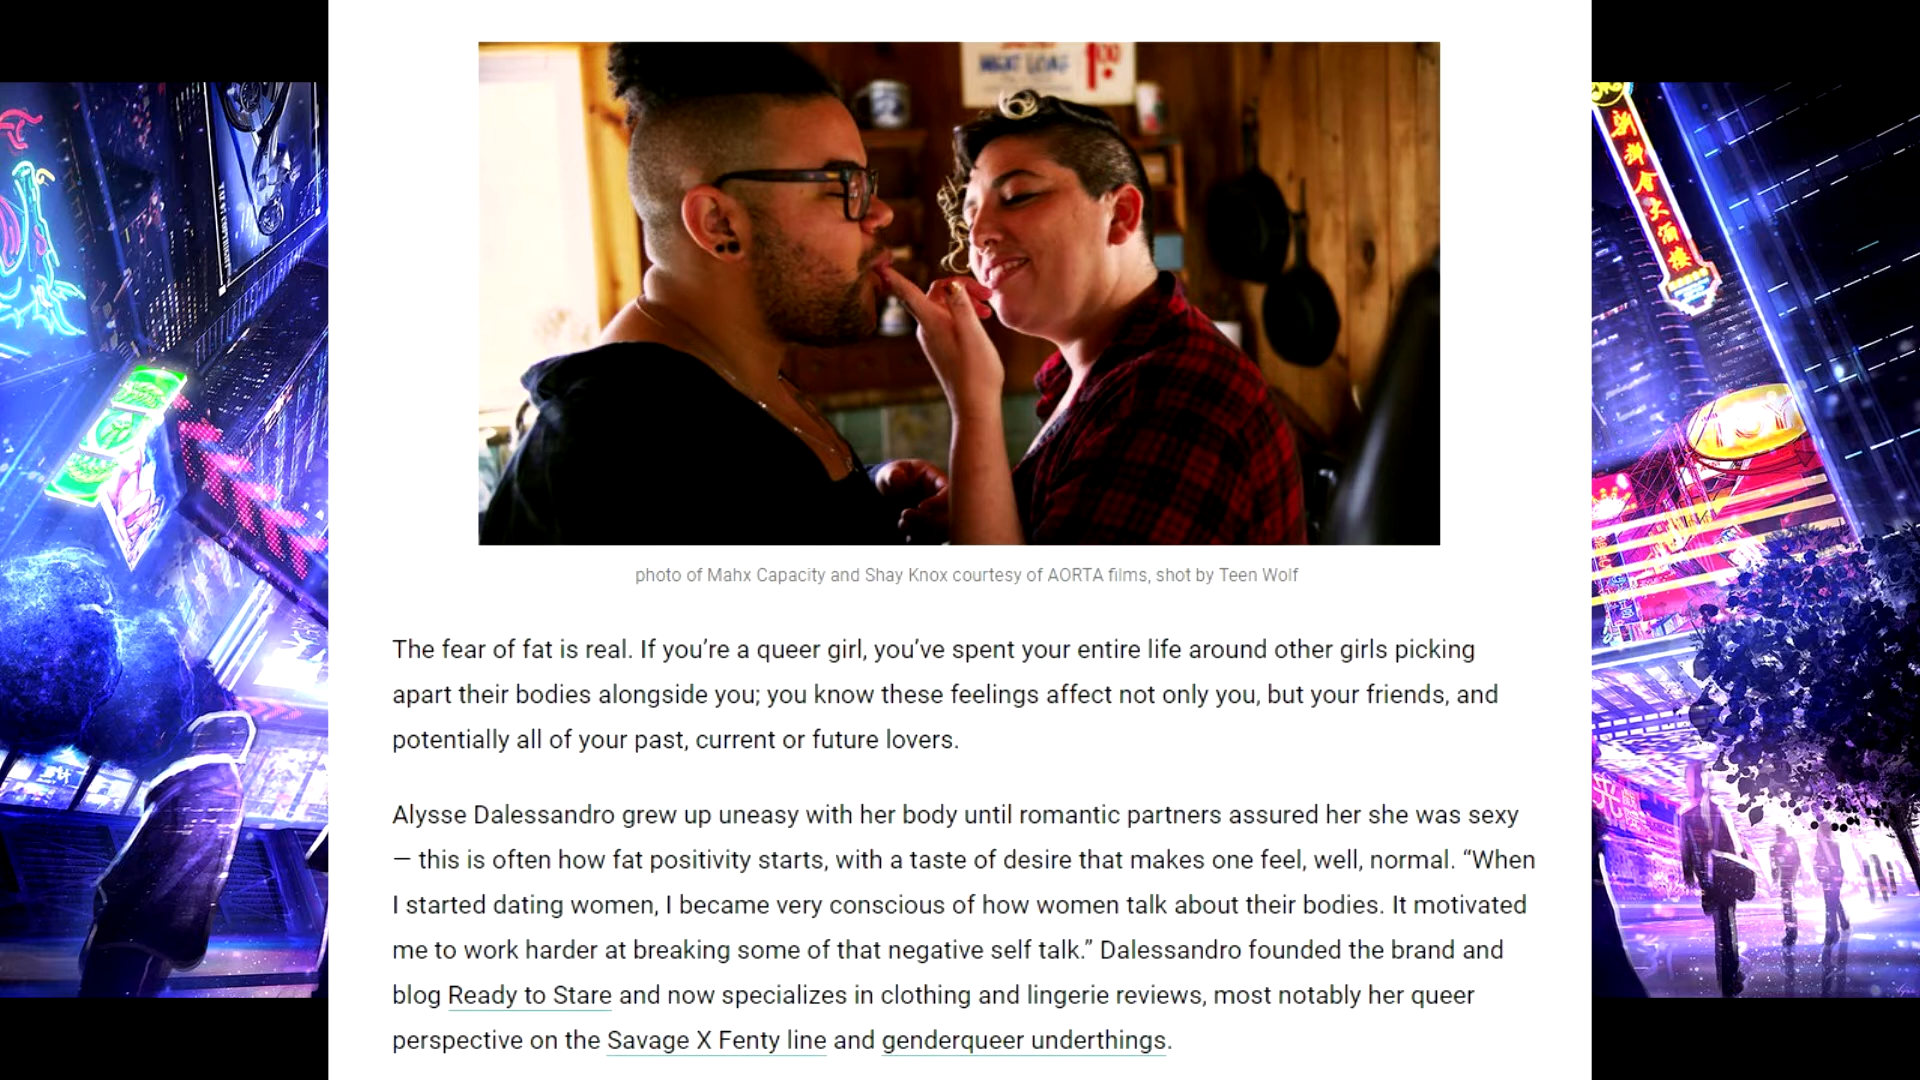 NEXT LOAF
photo of Mahx Capacity and Shay Knox courtesy of AORTA films, shot by Teen Wolf
The fear of fat is real. If you’re a queer girl, you’ve spent your entire life around other girls picking
apart their bodies alongside you; you know these feelings affect not only you, but your friends, and
potentially all of your past, current or future lovers.
Alysse Dalessandro grew up uneasy with her body until romantic partners assured her she was sexy
— this is often how fat positivity starts, with a taste of desire that makes one feel, well, normal. “When
I started dating women, I became very conscious of how women talk about their bodies. It motivated
me to work harder at breaking some of that negative self talk.” Dalessandro founded the brand and
blog Ready to Stare and now specializes in clothing and lingerie reviews, most notably her queer
perspective on the Savage X Fenty line and genderqueer underthings.
大酒楼